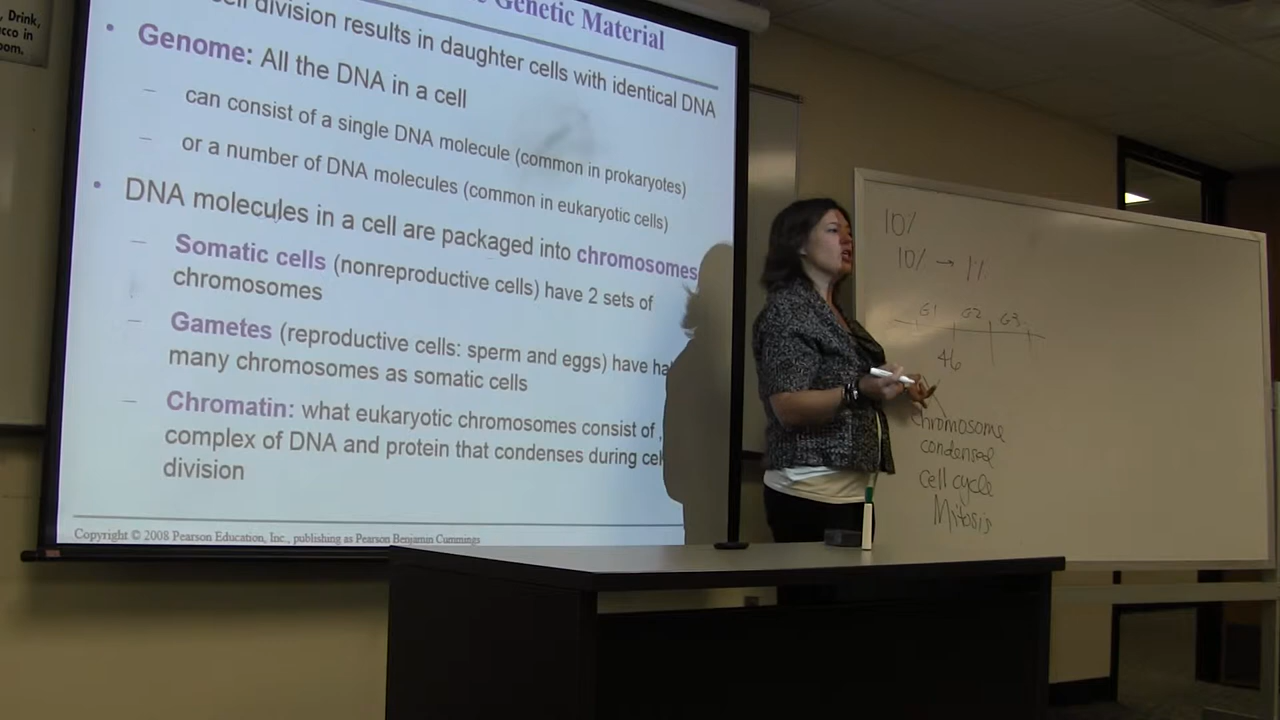 Drink,
cco in
om.
Genetic Material
cell division results in daughter cells with identical DNA
• Genome: All the DNA in a cell
– can consist of a single DNA molecule (common in prokaryotes)
– or a number of DNA molecules (common in eukaryotic cells)
• DNA molecules in a cell are packaged into chromosomes
– Somatic cells (nonreproductive cells) have 2 sets of
chromosomes
– Gametes (reproductive cells: sperm and eggs) have ha
many chromosomes as somatic cells
– Chromatin: what eukaryotic chromosomes consist of ,
complex of DNA and protein that condenses during cel
division
Copyright © 2008 Pearson Education, Inc., publishing as Pearson Benjamin Cummings
10%
10% → 1%
G1 G2 G3
46
chromosome
condensed
cell cycle
Mitosis